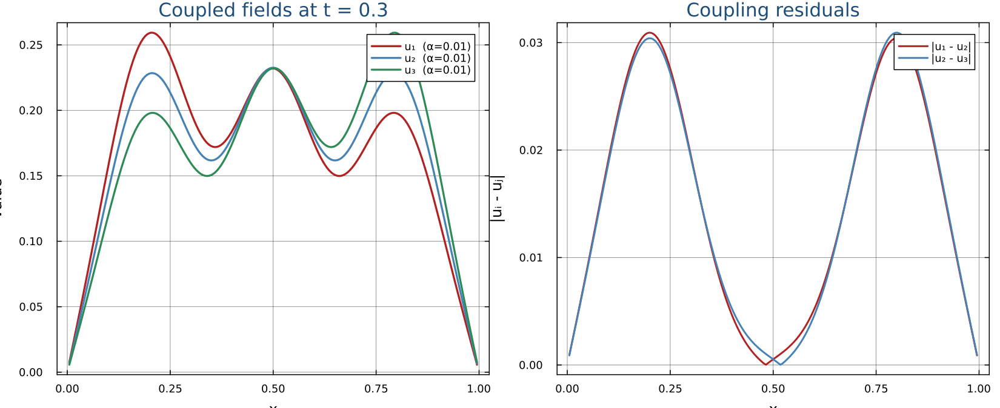 Coupled fields at t = 0.3
0.25
0.20
0.15
0.10
0.05
0.00
0.00 0.25 0.50 0.75 1.00
u₁ (α=0.01)
u₂ (α=0.01)
u₃ (α=0.01)
Coupling residuals
|uᵢ - uⱼ|
0.03
0.02
0.01
0.00
0.00 0.25 0.50 0.75 1.00
|u₁ - u₂|
|u₂ - u₃|